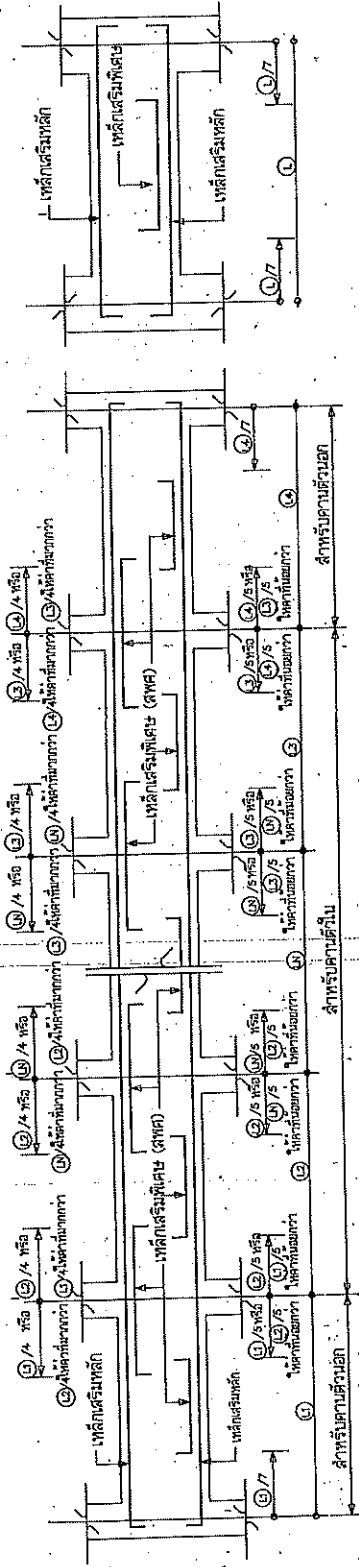 L1/4 หรือ L2/4 หรือ
L2/4ให้ค่าที่มากกว่า L1/4ให้ค่าที่มากกว่า
L2/4 หรือ LN/4 หรือ
LN/4ให้ค่าที่มากกว่า L2/4ให้ค่าที่มากกว่า
LN/4 หรือ L3/4 หรือ
L3/4ให้ค่าที่มากกว่า LN/4ให้ค่าที่มากกว่า
L3/4 หรือ L4/4 หรือ
L4/4ให้ค่าที่มากกว่า L3/4ให้ค่าที่มากกว่า
เหล็กเสริมหลัก
เหล็กเสริมพิเศษ (สพศ)
เหล็กเสริมพิเศษ (สพศ)
เหล็กเสริมหลัก
L1/7
L1/5หรือ L2/5 หรือ
L2/5 L1/5
ให้ค่าที่น้อยกว่า ให้ค่าที่น้อยกว่า
L2/5 หรือ LN/5 หรือ
LN/5 L2/5
ให้ค่าที่น้อยกว่า ให้ค่าที่น้อยกว่า
LN/5 หรือ L3/5 หรือ
L3/5 LN/5
ให้ค่าที่น้อยกว่า ให้ค่าที่น้อยกว่า
L3/5 หรือ L4/5 หรือ
L4/5 L3/5
ให้ค่าที่น้อยกว่า ให้ค่าที่น้อยกว่า
L4/7
L1 L2 LN L3 L4
สำหรับคานตัวนอก สำหรับคานตัวใน สำหรับคานตัวนอก
เหล็กเสริมหลัก
เหล็กเสริมพิเศษ
เหล็กเสริมหลัก
L/7 L/7
L